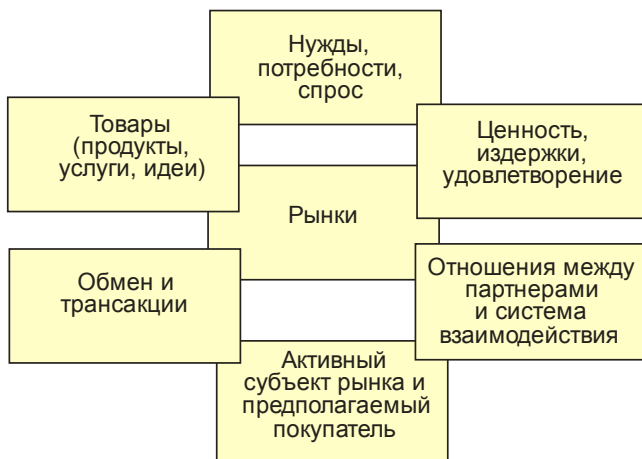 Нужды,
потребности,
спрос
Товары
(продукты,
услуги, идеи)
Ценность,
издержки,
удовлетворение
Рынки
Обмен и
трансакции
Отношения между
партнерами
и система
взаимодействия
Активный
субъект рынка и
предполагаемый
покупатель